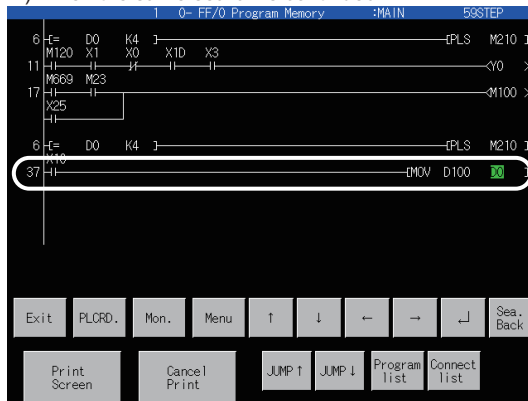 1 0- FF/0 Program Memory :MAIN 59STEP
6 [= D0 K4 ] [PLS M210 ]
M120 X1 X0 X1D X3
11 <Y0 >
M669 M23
17 <M100 >
X25
6 [= D0 K4 ] [PLS M210 ]
X10
37 [MOV D100 D0 ]
Exit PLCRD. Mon. Menu ↑ ↓ ← → ↵ Sea. Back
Print Screen Cancel Print JUMP↑ JUMP↓ Program list Connect list